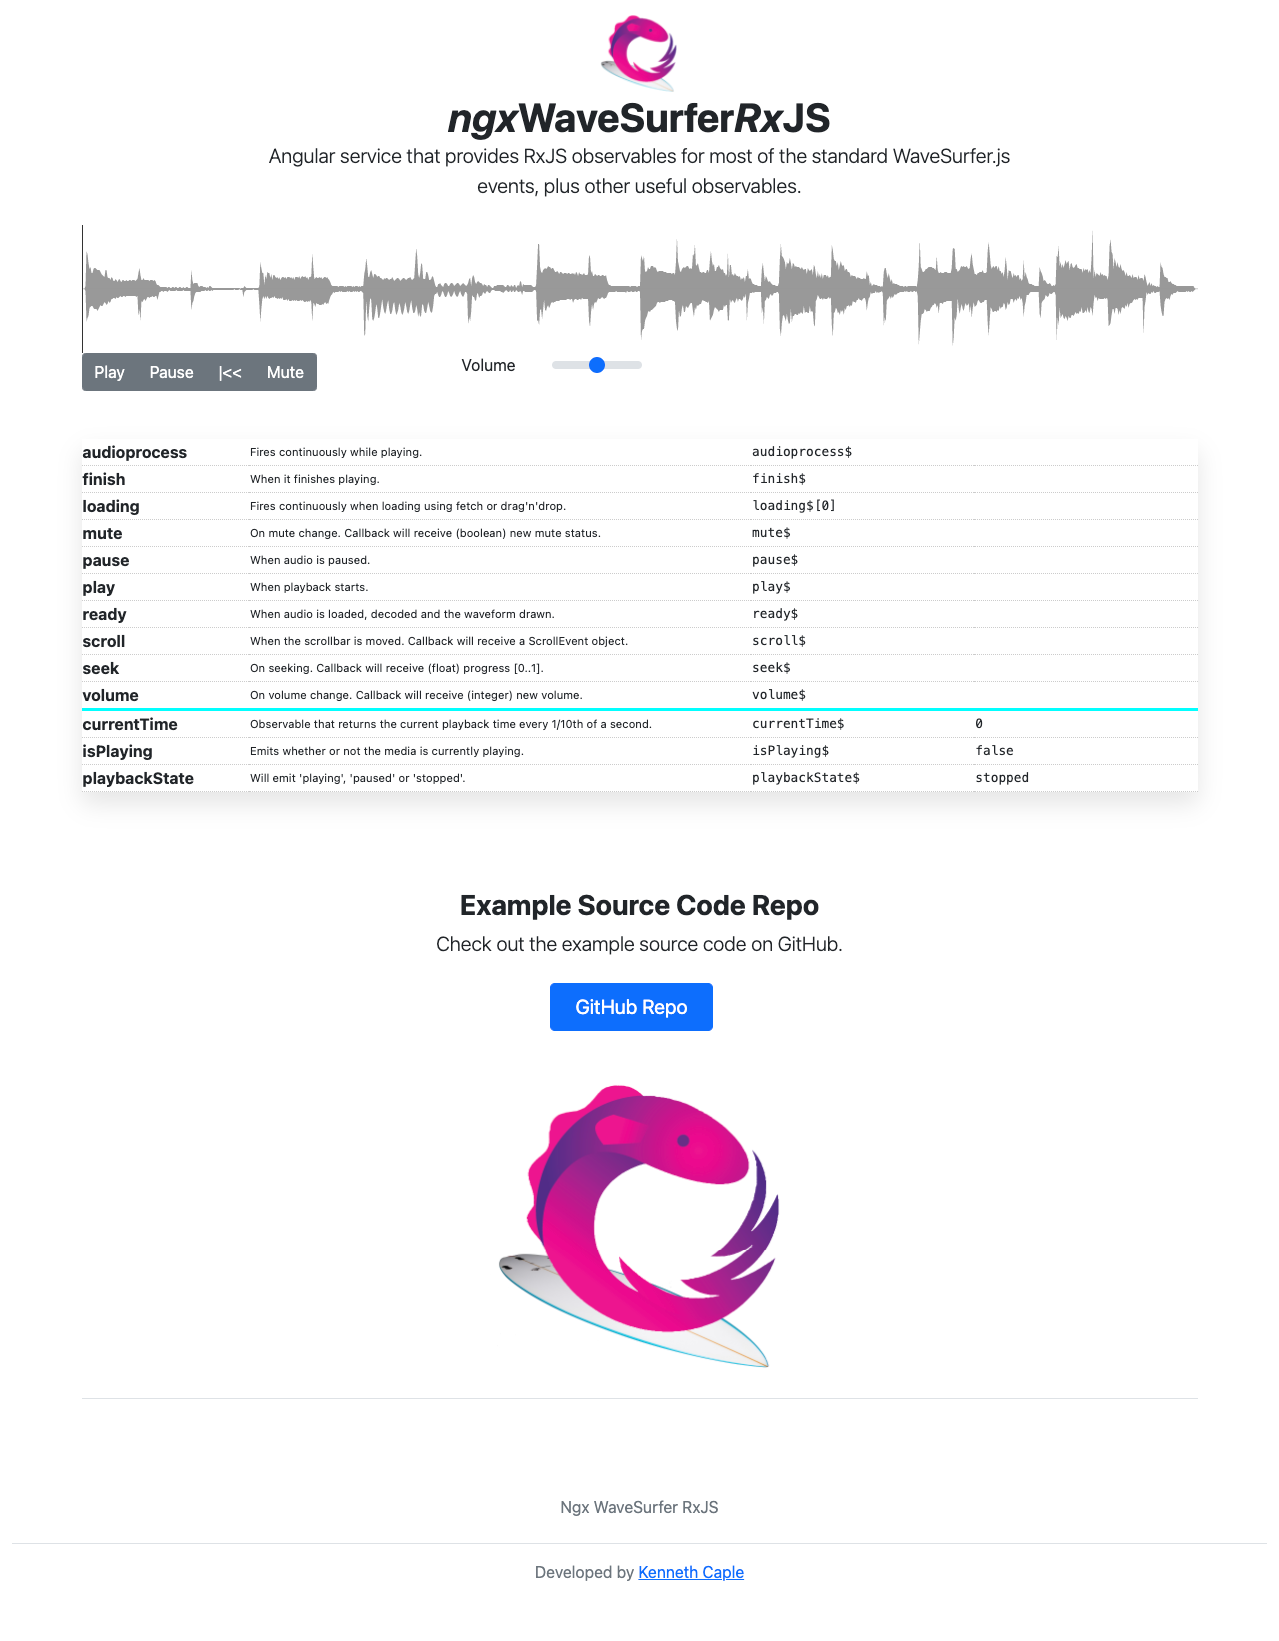 ngxWaveSurferRxJS
Angular service that provides RxJS observables for most of the standard WaveSurfer.js
events, plus other useful observables.
Play Pause |<< Mute Volume
audioprocess Fires continuously while playing. audioprocess$
finish When it finishes playing. finish$
loading Fires continuously when loading using fetch or drag'n'drop. loading$[0]
mute On mute change. Callback will receive (boolean) new mute status. mute$
pause When audio is paused. pause$
play When playback starts. play$
ready When audio is loaded, decoded and the waveform drawn. ready$
scroll When the scrollbar is moved. Callback will receive a ScrollEvent object. scroll$
seek On seeking. Callback will receive (float) progress [0..1]. seek$
volume On volume change. Callback will receive (integer) new volume. volume$
currentTime Observable that returns the current playback time every 1/10th of a second. currentTime$ 0
isPlaying Emits whether or not the media is currently playing. isPlaying$ false
playbackState Will emit 'playing', 'paused' or 'stopped'. playbackState$ stopped
Example Source Code Repo
Check out the example source code on GitHub.
GitHub Repo
Ngx WaveSurfer RxJS
Developed by Kenneth Caple